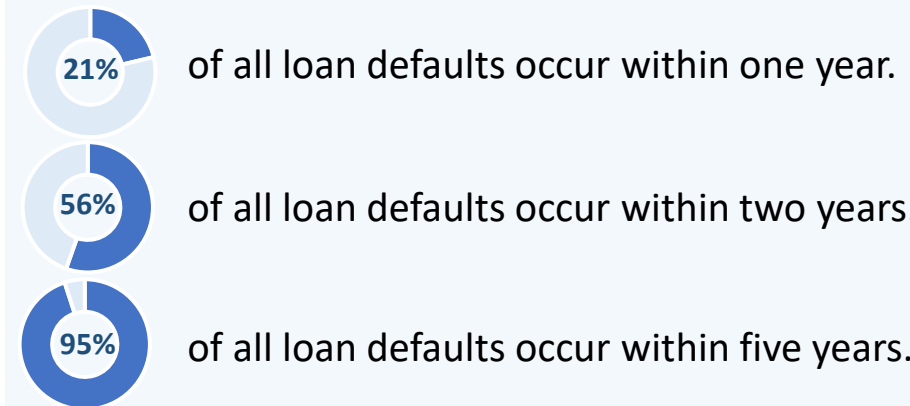 21% of all loan defaults occur within one year.
56% of all loan defaults occur within two years
95% of all loan defaults occur within five years.